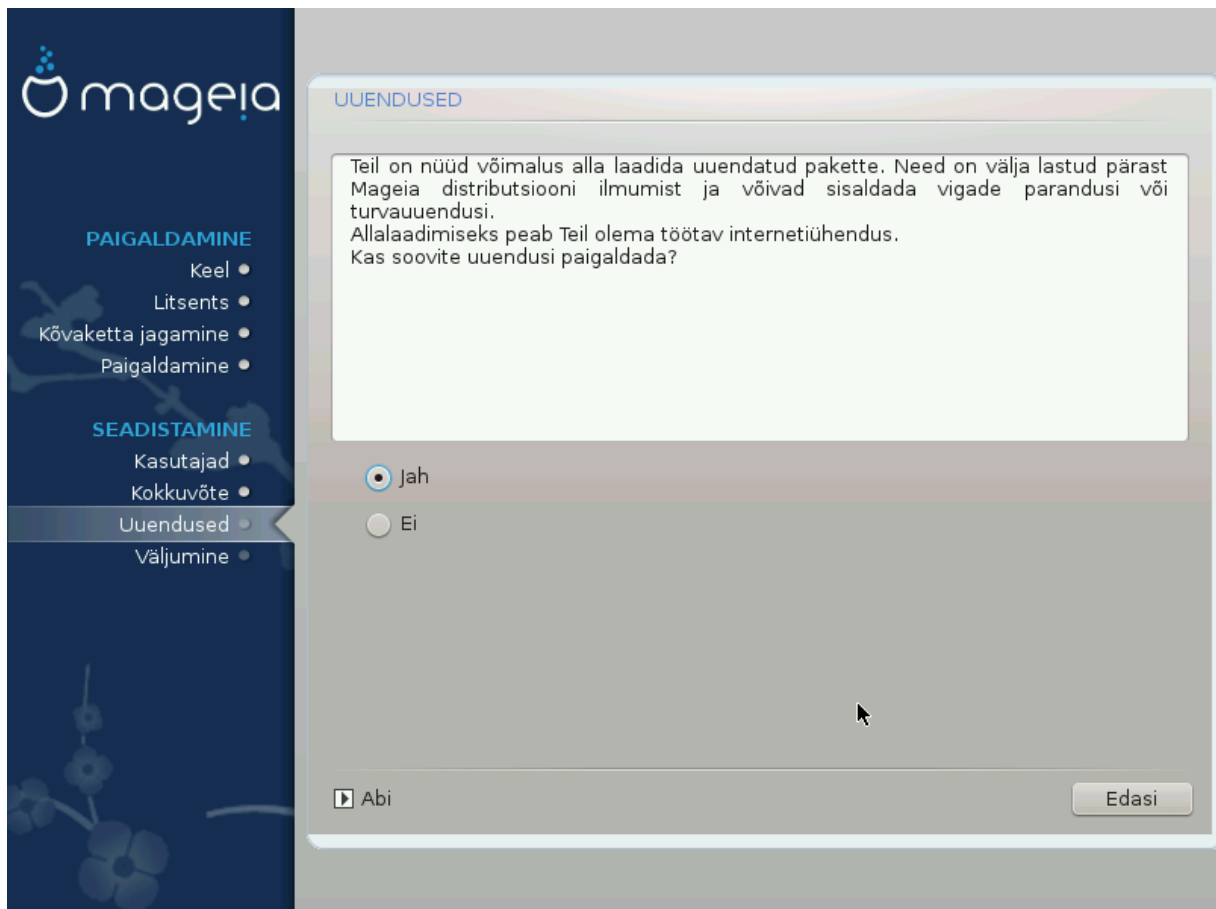 mageia
PAIGALDAMINE
Keel
Litsents
Kõvaketta jagamine
Paigaldamine
SEADISTAMINE
Kasutajad
Kokkuvõte
Uuendused
Väljumine
UUENDUSED
Teil on nüüd võimalus alla laadida uuendatud pakette. Need on välja lastud pärast
Mageia distributsiooni ilmumist ja võivad sisaldada vigade parandusi või
turvauuendusi.
Allalaadimiseks peab Teil olema töötav internetiühendus.
Kas soovite uuendusi paigaldada?
Jah
Ei
Abi
Edasi